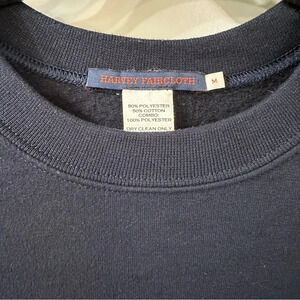 HARVEY FAIRCLOTH
M
50% POLYESTER
50% COTTON
COMBO:
100% POLYESTER
DRY CLEAN ONLY